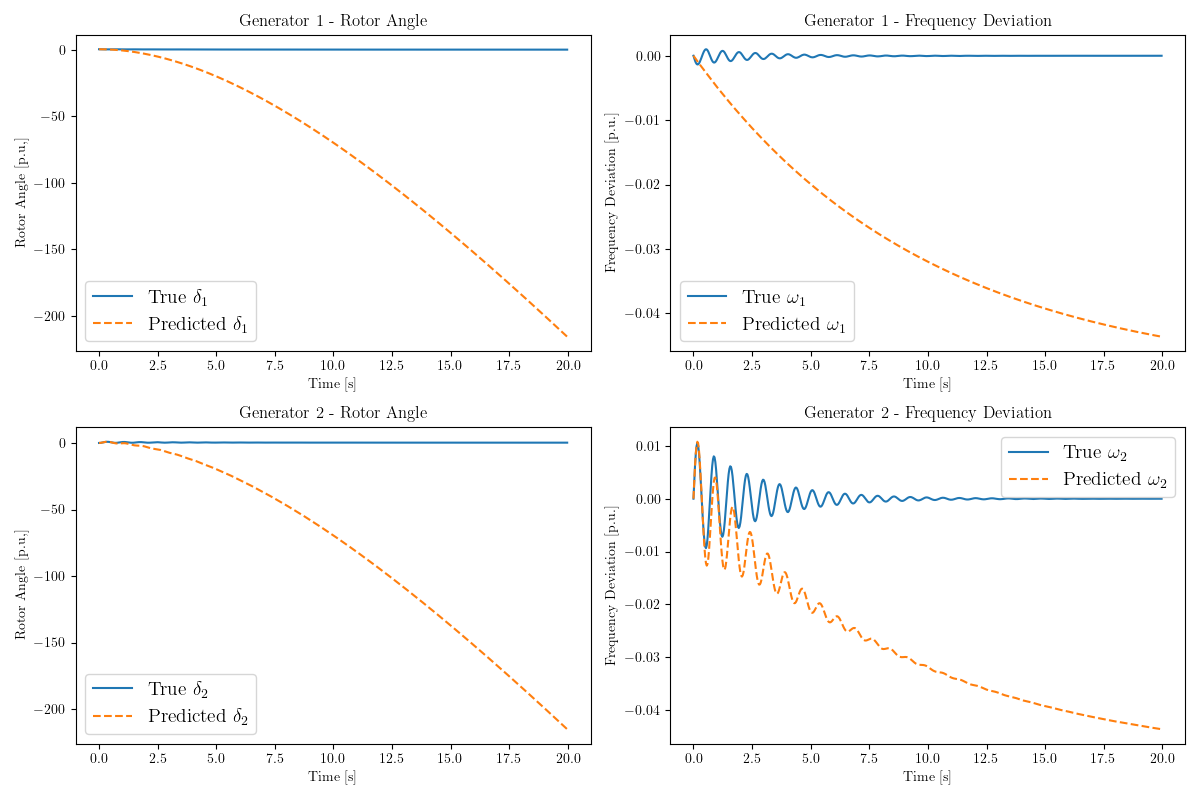 Generator 1 - Rotor Angle
Rotor Angle [p.u.]
0
−50
−100
−150
−200
True δ1
Predicted δ1
0.0 2.5 5.0 7.5 10.0 12.5 15.0 17.5 20.0
Time [s]
Generator 1 - Frequency Deviation
Frequency Deviation [p.u.]
0.00
−0.01
−0.02
−0.03
−0.04
True ω1
Predicted ω1
0.0 2.5 5.0 7.5 10.0 12.5 15.0 17.5 20.0
Time [s]
Generator 2 - Rotor Angle
Rotor Angle [p.u.]
0
−50
−100
−150
−200
True δ2
Predicted δ2
0.0 2.5 5.0 7.5 10.0 12.5 15.0 17.5 20.0
Time [s]
Generator 2 - Frequency Deviation
Frequency Deviation [p.u.]
0.01
0.00
−0.01
−0.02
−0.03
−0.04
True ω2
Predicted ω2
0.0 2.5 5.0 7.5 10.0 12.5 15.0 17.5 20.0
Time [s]